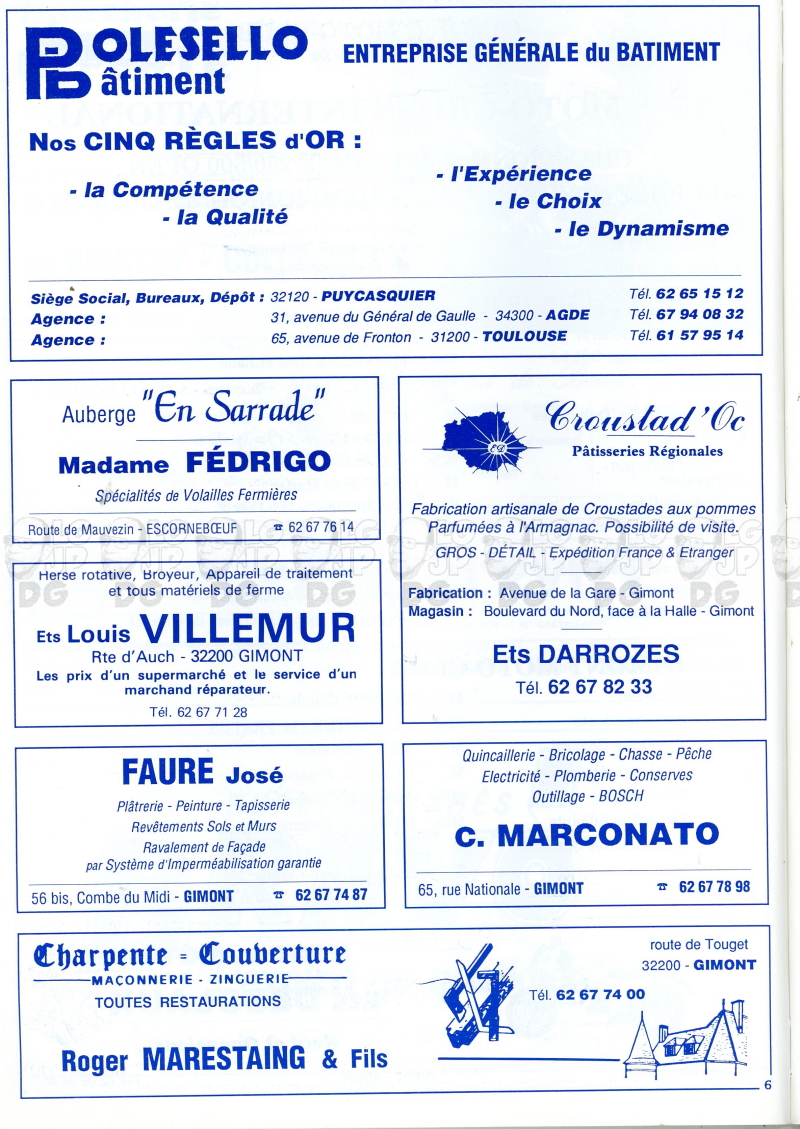 POLESELLO
Bâtiment
ENTREPRISE GÉNÉRALE du BATIMENT
Nos CINQ RÈGLES d'OR :
- la Compétence
- la Qualité
- l'Expérience
- le Choix
- le Dynamisme
Siège Social, Bureaux, Dépôt : 32120 - PUYCASQUIER Tél. 62 65 15 12
Agence : 31, avenue du Général de Gaulle - 34300 - AGDE Tél. 67 94 08 32
Agence : 65, avenue de Fronton - 31200 - TOULOUSE Tél. 61 57 95 14
Auberge "En Sarrade"
Madame FÉDRIGO
Spécialités de Volailles Fermières
Route de Mauvezin - ESCORNEBŒUF ☎ 62 67 76 14
Croustad'Oc
Pâtisseries Régionales
Fabrication artisanale de Croustades aux pommes
Parfumées à l'Armagnac. Possibilité de visite.
GROS - DÉTAIL - Expédition France & Etranger
Fabrication : Avenue de la Gare - Gimont
Magasin : Boulevard du Nord, face à la Halle - Gimont
Ets DARROZES
Tél. 62 67 82 33
Herse rotative, Broyeur, Appareil de traitement
et tous matériels de ferme
Ets Louis VILLEMUR
Rte d'Auch - 32200 GIMONT
Les prix d'un supermarché et le service d'un
marchand réparateur.
Tél. 62 67 71 28
FAURE José
Plâtrerie - Peinture - Tapisserie
Revêtements Sols et Murs
Ravalement de Façade
par Système d'Imperméabilisation garantie
56 bis, Combe du Midi - GIMONT ☎ 62 67 74 87
Quincaillerie - Bricolage - Chasse - Pêche
Electricité - Plomberie - Conserves
Outillage - BOSCH
C. MARCONATO
65, rue Nationale - GIMONT ☎ 62 67 78 98
Charpente = Couverture
MAÇONNERIE - ZINGUERIE
TOUTES RESTAURATIONS
Roger MARESTAING & Fils
route de Touget
32200 - GIMONT
Tél. 62 67 74 00
6